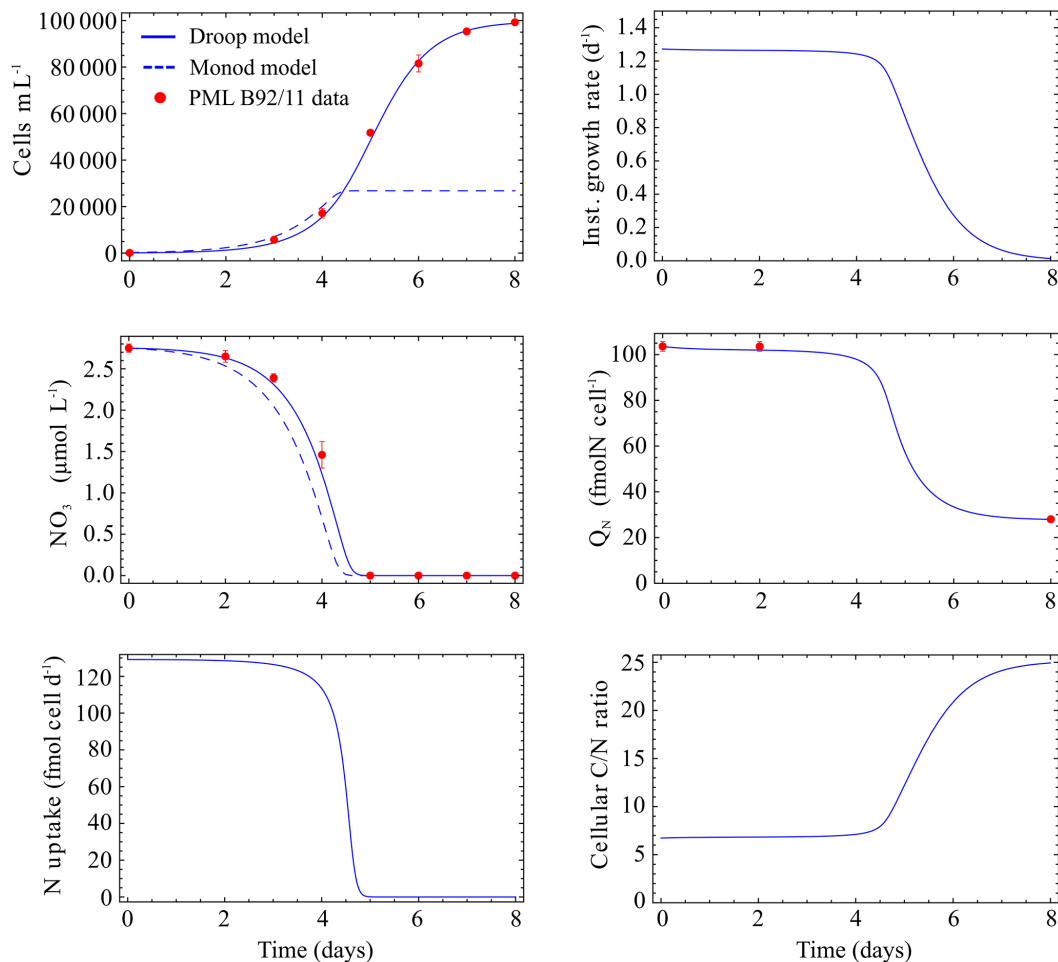 100 000
80 000
60 000
40 000
20 000
0
Cells mL-1
Droop model
Monod model
PML B92/11 data
0 2 4 6 8
1.4
1.2
1.0
0.8
0.6
0.4
0.2
0.0
Inst. growth rate (d-1)
0 2 4 6 8
2.5
2.0
1.5
1.0
0.5
0.0
NO3 (µmol L-1)
0 2 4 6 8
100
80
60
40
20
0
QN (fmolN cell-1)
0 2 4 6 8
120
100
80
60
40
20
0
N uptake (fmol cell d-1)
0 2 4 6 8
Time (days)
25
20
15
10
5
0
Cellular C/N ratio
0 2 4 6 8
Time (days)